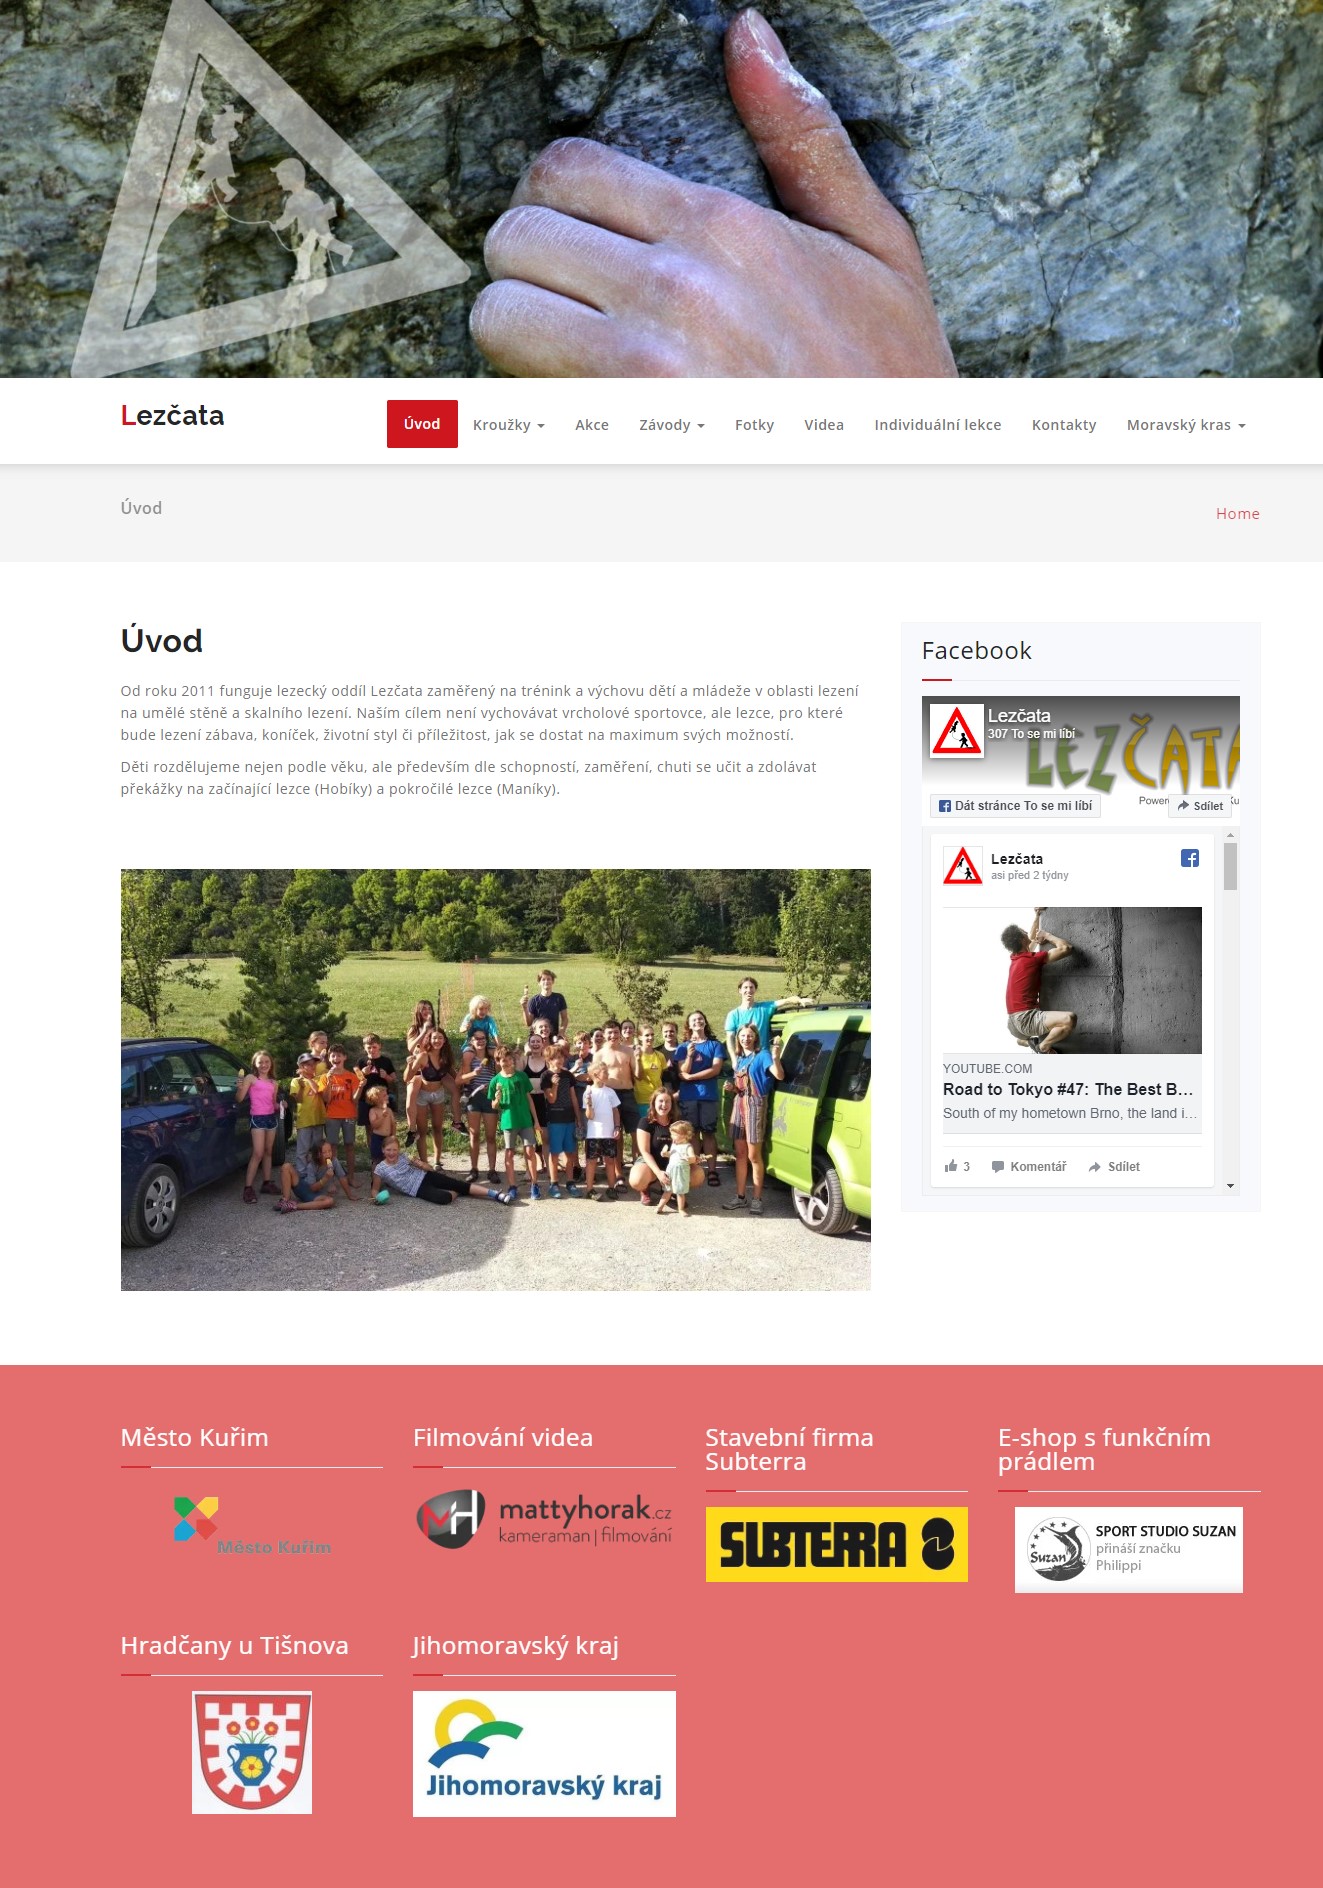 Lezčata
Úvod
Kroužky
Akce
Závody
Fotky
Videa
Individuální lekce
Kontakty
Moravský kras
Úvod
Home
Úvod
Od roku 2011 funguje lezecký oddíl Lezčata zaměřený na trénink a výchovu dětí a mládeže v oblasti lezení
na umělé stěně a skalního lezení. Naším cílem není vychovávat vrcholové sportovce, ale lezce, pro které
bude lezení zábava, koníček, životní styl či příležitost, jak se dostat na maximum svých možností.
Děti rozdělujeme nejen podle věku, ale především dle schopností, zaměření, chuti se učit a zdolávat
překážky na začínající lezce (Hobíky) a pokročilé lezce (Maníky).
Facebook
Lezčata
307 To se mi líbí
LEZČATA
Dát stránce To se mi líbí
Sdílet
Lezčata
asi před 2 týdny
YOUTUBE.COM
Road to Tokyo #47: The Best B…
South of my hometown Brno, the land i…
3
Komentář
Sdílet
Město Kuřim
Město Kuřim
Filmování videa
MH
mattyhorak.cz
kameraman | filmování
Stavební firma
Subterra
SUBTERRA
E-shop s funkčním
prádlem
Suzan
SPORT STUDIO SUZAN
přináší značku
Philippi
Hradčany u Tišnova
Jihomoravský kraj
Jihomoravský kraj